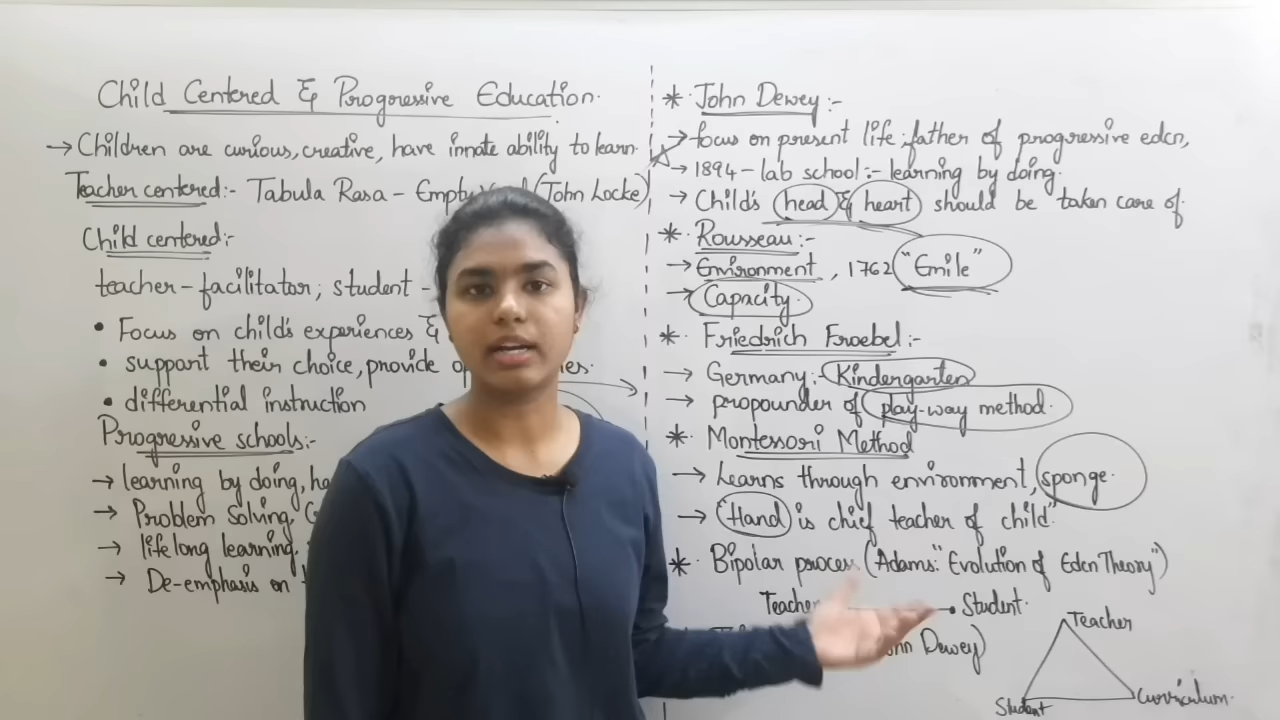 Child Centered & Progressive Education.
→ Children are curious, creative, have innate ability to learn.
Teacher centered:- Tabula Rasa - Empty (John Locke)
Child centered:-
teacher-facilitator; student -
• Focus on child's experiences &
• support their choice, provide
• differential instruction
Progressive schools:-
→ learning by doing,
→ Problem Solving,
→ lifelong learning,
→ De-emphasis on
* John Dewey:-
→ focus on present life; father of progressive edcn,
→ 1894 - lab school:- learning by doing.
→ Child's head & heart should be taken care of.
* Rousseau:-
→ Environment, 1762 "Emile"
→ Capacity.
* Friedrich Froebel:-
→ Germany:- Kindergarten
→ propounder of play-way method.
* Montessori Method
→ Learns through environment, sponge.
→ "Hand is chief teacher of child"
* Bipolar process (Adams:" Evolution of Edcn Theory")
Teacher Student.
Dewey)
Teacher
Student Curriculum.